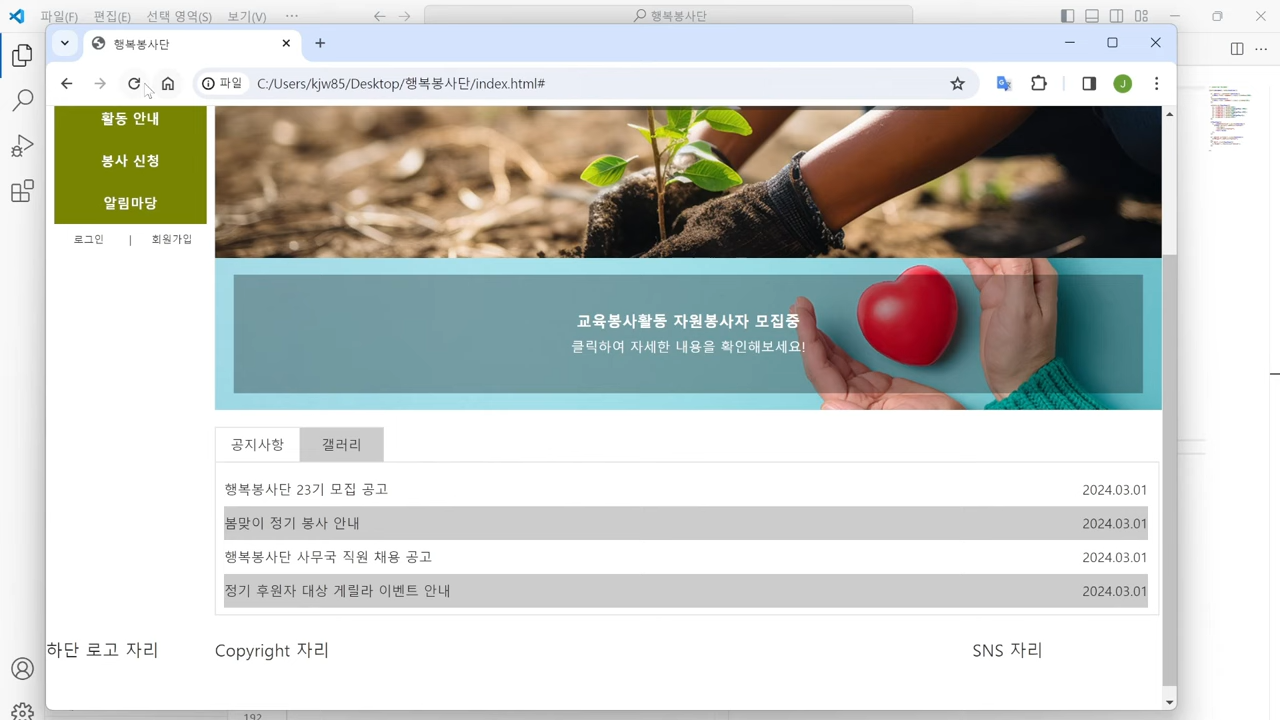 파일(F) 편집(E) 선택 영역(S) 보기(V) ···
행복봉사단
행복봉사단
파일 C:/Users/kjw85/Desktop/행복봉사단/index.html#
J
활동 안내
봉사 신청
알림마당
로그인 | 회원가입
교육봉사활동 자원봉사자 모집중
클릭하여 자세한 내용을 확인해보세요!
공지사항 갤러리
행복봉사단 23기 모집 공고 2024.03.01
봄맞이 정기 봉사 안내 2024.03.01
행복봉사단 사무국 직원 채용 공고 2024.03.01
정기 후원자 대상 게릴라 이벤트 안내 2024.03.01
하단 로고 자리 Copyright 자리 SNS 자리
192